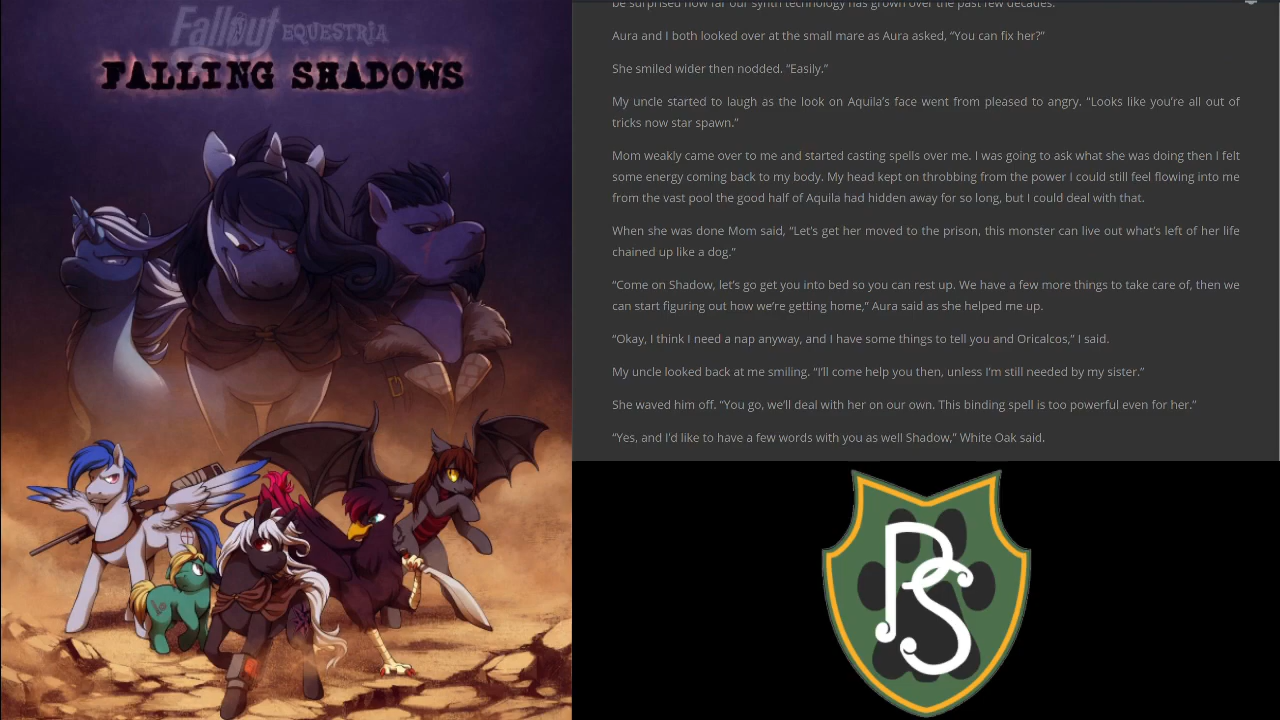 Fallout EQUESTRIA
FALLING SHADOWS
be surprised how far our synth technology has grown over the past few decades.
Aura and I both looked over at the small mare as Aura asked, “You can fix her?”
She smiled wider then nodded. “Easily.”
My uncle started to laugh as the look on Aquila’s face went from pleased to angry. “Looks like you’re all out of
tricks now star spawn.”
Mom weakly came over to me and started casting spells over me. I was going to ask what she was doing then I felt
some energy coming back to my body. My head kept on throbbing from the power I could still feel flowing into me
from the vast pool the good half of Aquila had hidden away for so long, but I could deal with that.
When she was done Mom said, “Let’s get her moved to the prison, this monster can live out what’s left of her life
chained up like a dog.”
“Come on Shadow, let’s go get you into bed so you can rest up. We have a few more things to take care of, then we
can start figuring out how we’re getting home,” Aura said as she helped me up.
“Okay, I think I need a nap anyway, and I have some things to tell you and Oricalcos,” I said.
My uncle looked back at me smiling. “I’ll come help you then, unless I’m still needed by my sister.”
She waved him off. “You go, we’ll deal with her on our own. This binding spell is too powerful even for her.”
“Yes, and I’d like to have a few words with you as well Shadow,” White Oak said.
PS